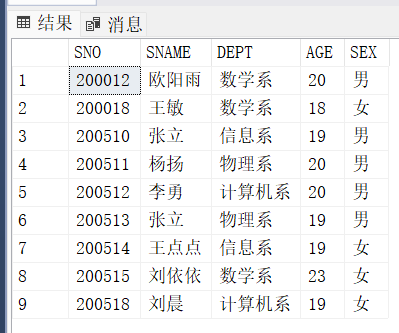 结果 消息
SNO SNAME DEPT AGE SEX
1 200012 欧阳雨 数学系 20 男
2 200018 王敏 数学系 18 女
3 200510 张立 信息系 19 男
4 200511 杨扬 物理系 20 男
5 200512 李勇 计算机系 20 男
6 200513 张立 物理系 19 男
7 200514 王点点 信息系 19 女
8 200515 刘依依 数学系 23 女
9 200518 刘晨 计算机系 19 女